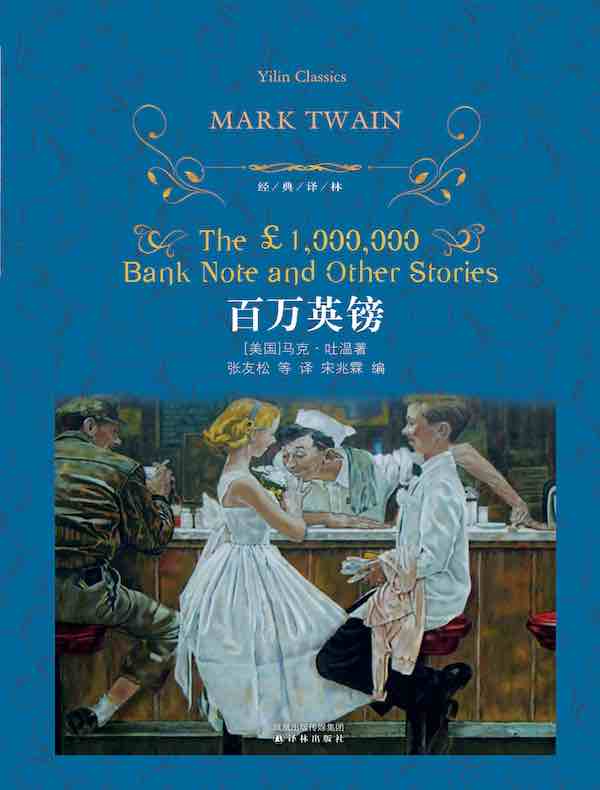 Yilin Classics
MARK TWAIN
经/典/译/林
The £1,000,000
Bank Note and Other Stories
百万英镑
[美国]马克·吐温著
张友松 等 译 宋兆霖 编
凤凰出版传媒集团
译林出版社